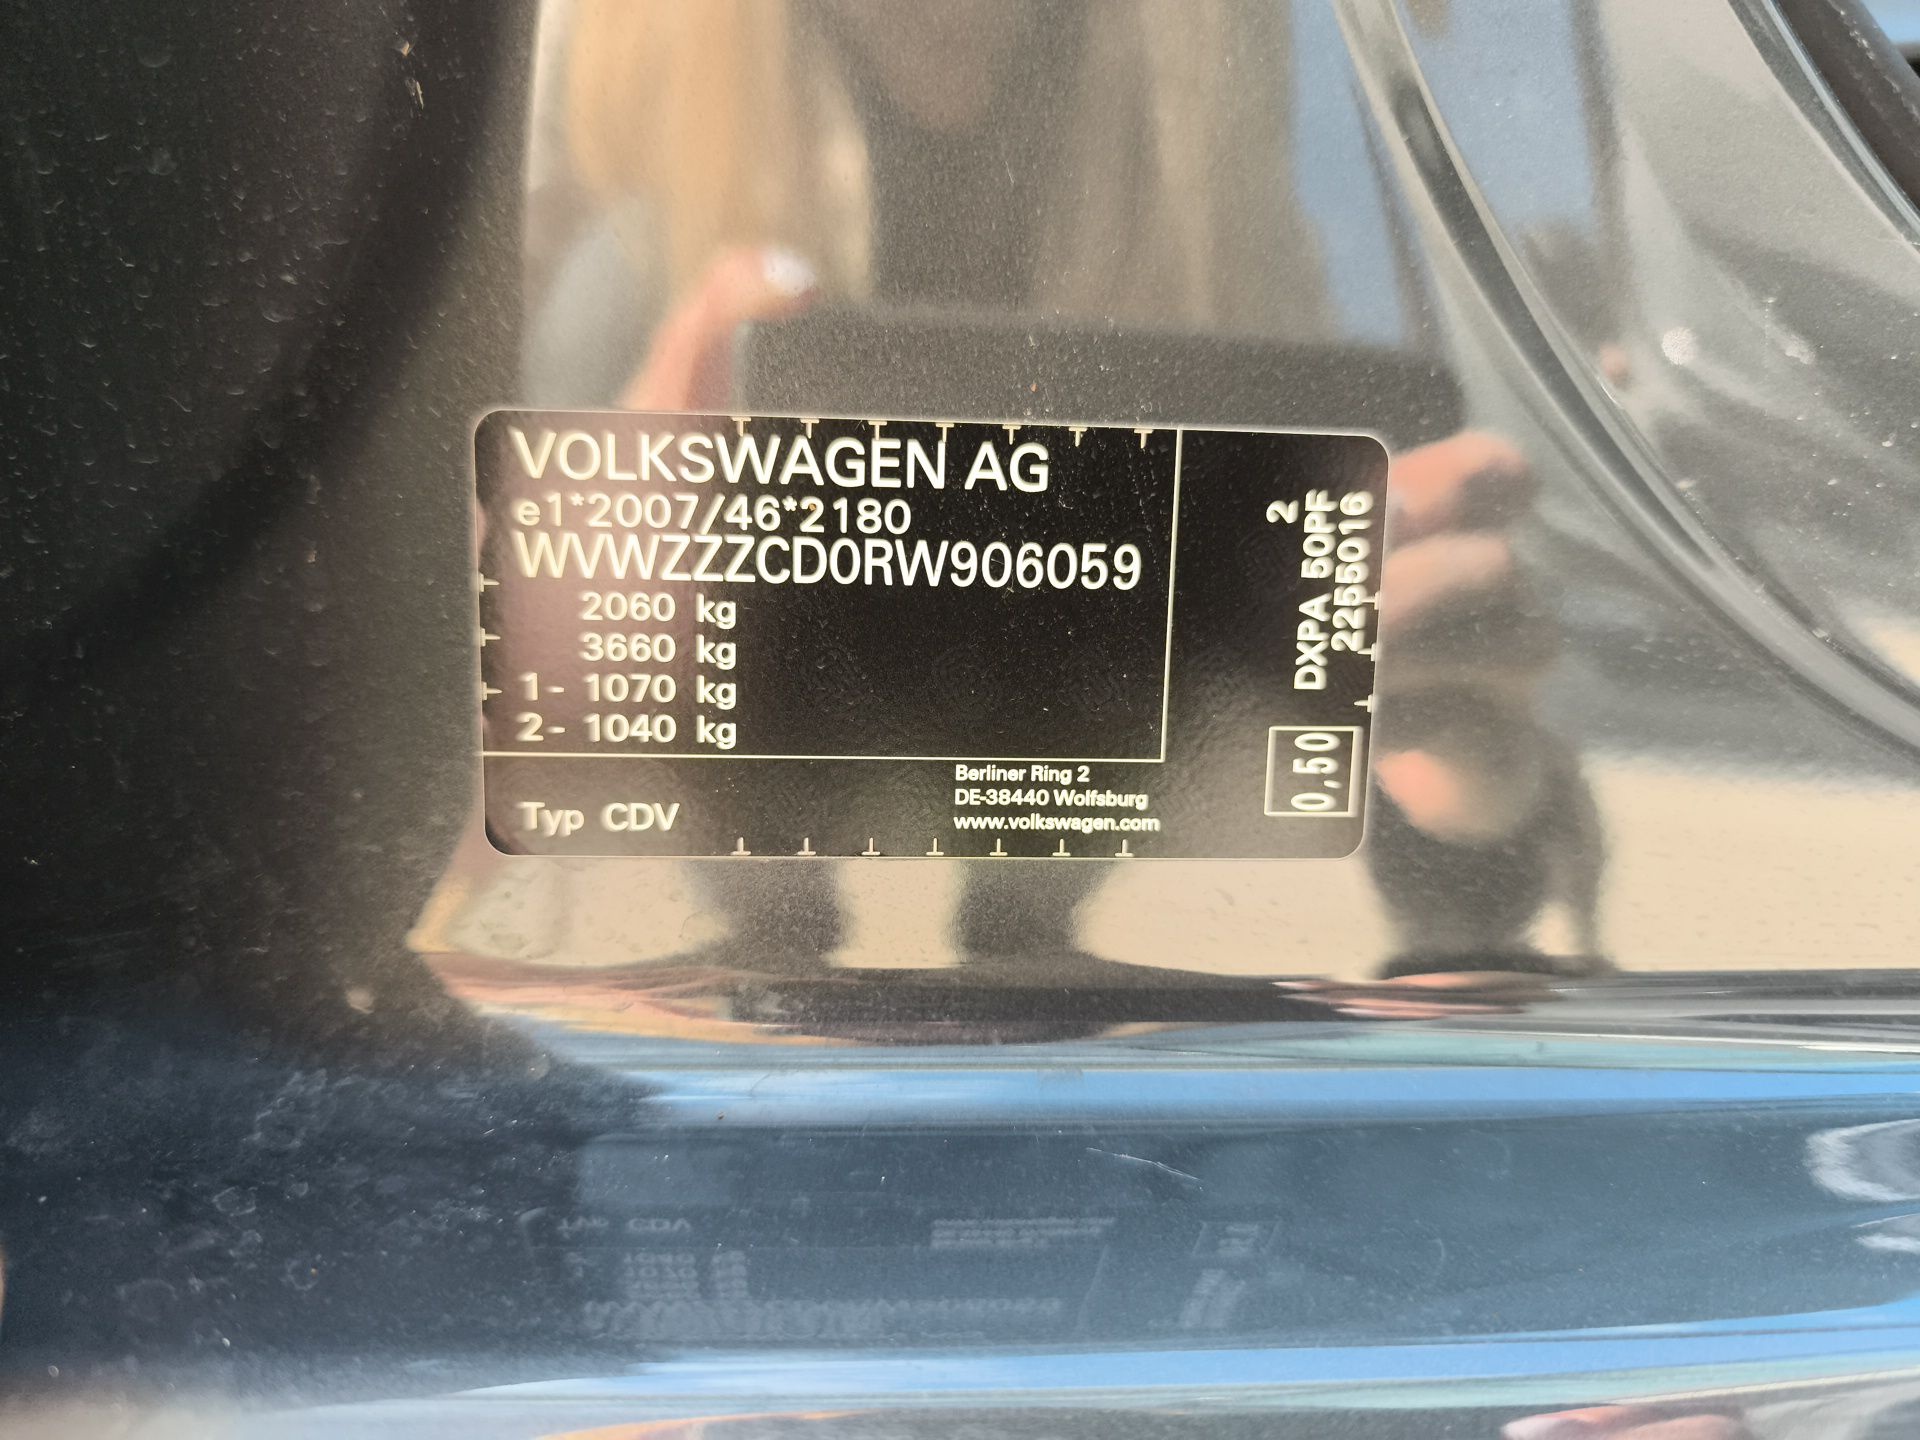 VOLKSWAGEN AG
e1*2007/46*2180
WVWZZZCD0RW906059
2060 kg
3660 kg
1- 1070 kg
2- 1040 kg
Typ CDV
Berliner Ring 2
DE-38440 Wolfsburg
www.volkswagen.com
2
DXPA 50PF
22550016
0,50